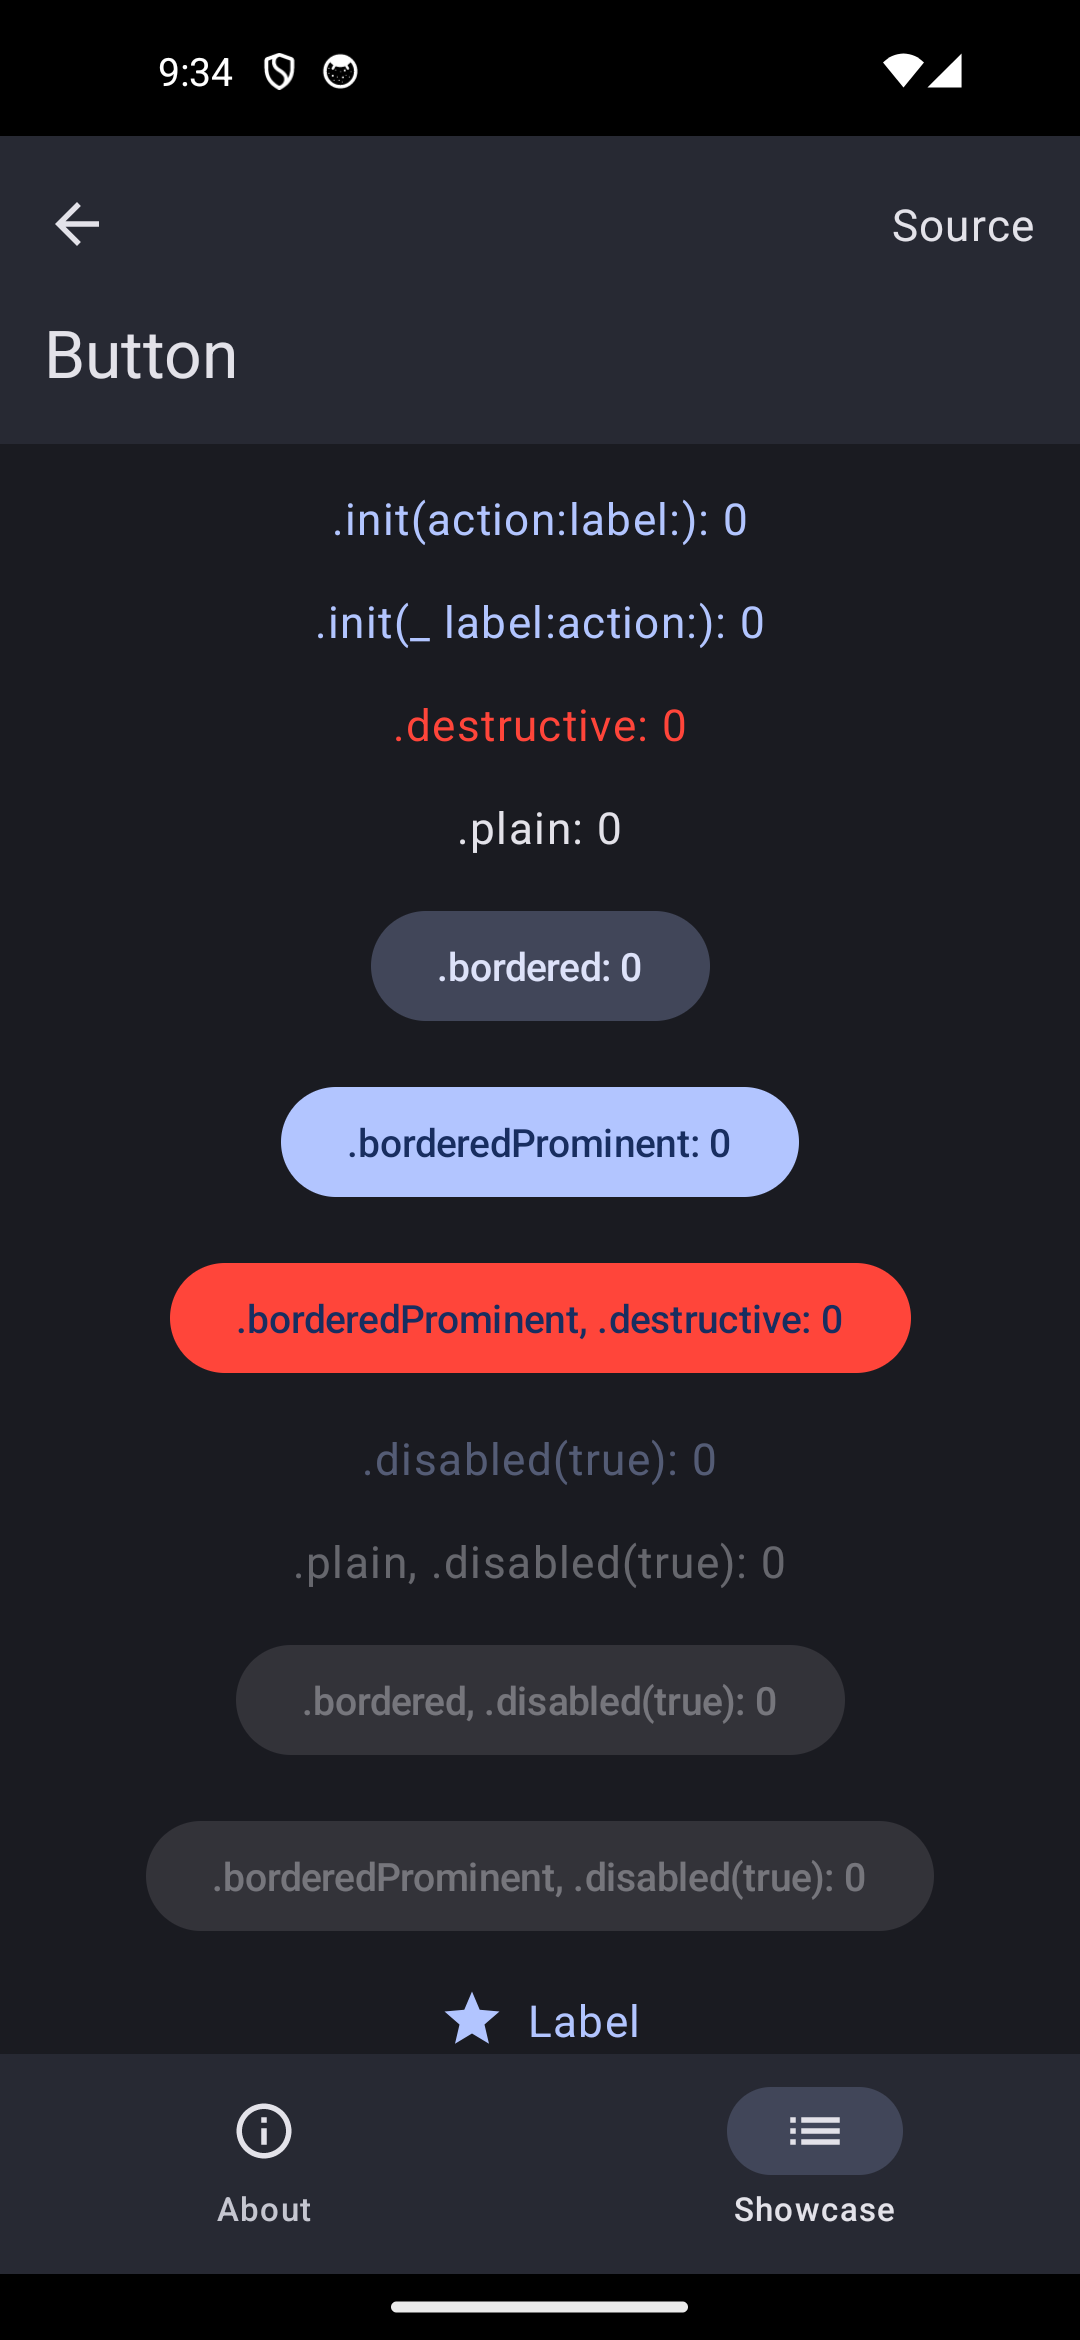 9:34
Source
Button
.init(action:label:): 0
.init(_ label:action:): 0
.destructive: 0
.plain: 0
.bordered: 0
.borderedProminent: 0
.borderedProminent, .destructive: 0
.disabled(true): 0
.plain, .disabled(true): 0
.bordered, .disabled(true): 0
.borderedProminent, .disabled(true): 0
Label
About
Showcase